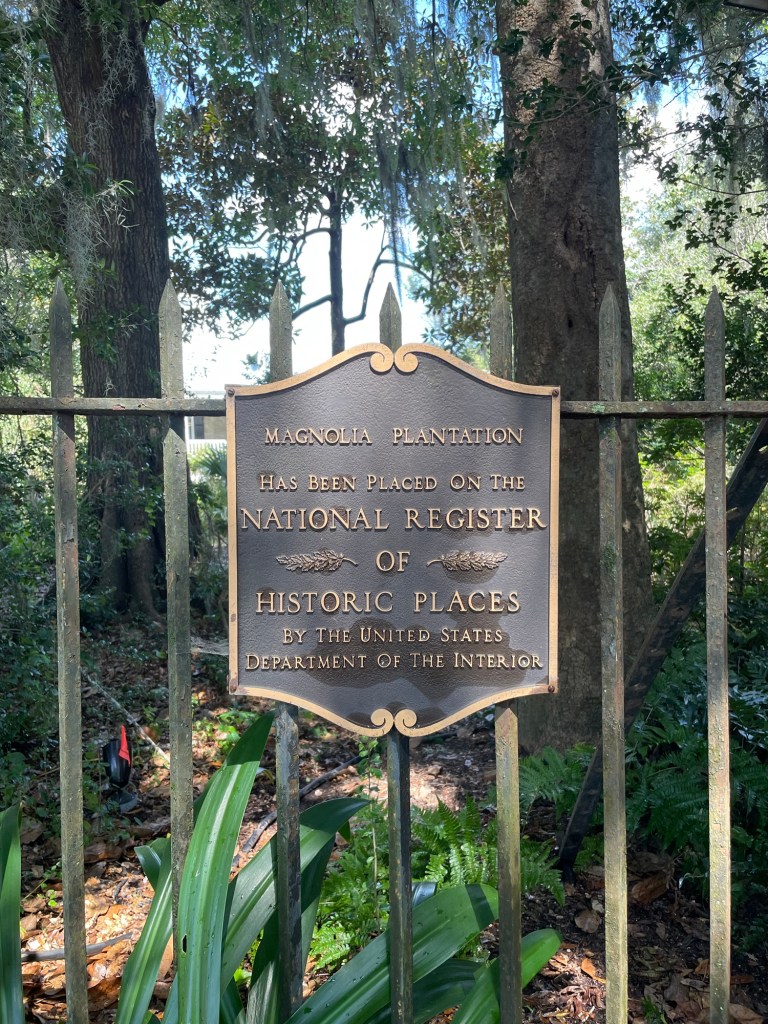 Magnolia Plantation
Has Been Placed On The
NATIONAL REGISTER
OF
HISTORIC PLACES
By The United States
Department Of The Interior